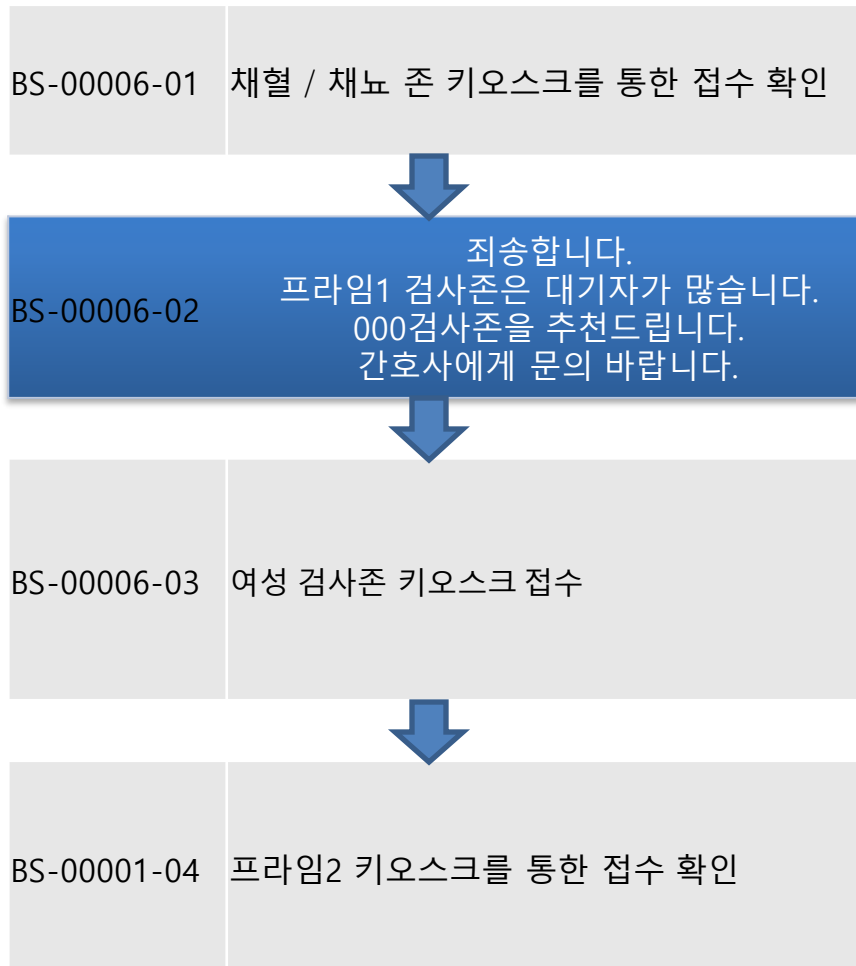 BS-00006-01 채혈 / 채뇨 존 키오스크를 통한 접수 확인
BS-00006-02
죄송합니다.
프라임1 검사존은 대기자가 많습니다.
000검사존을 추천드립니다.
간호사에게 문의 바랍니다.
BS-00006-03 여성 검사존 키오스크 접수
BS-00001-04 프라임2 키오스크를 통한 접수 확인